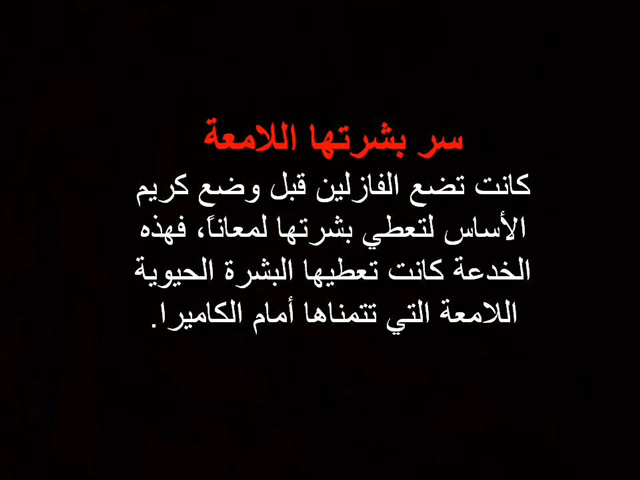 سر بشرتها اللامعة
كانت تضع الفازلين قبل وضع كريم
الأساس لتعطي بشرتها لمعاناً، فهذه
الخدعة كانت تعطيها البشرة الحيوية
اللامعة التي تتمناها أمام الكاميرا.